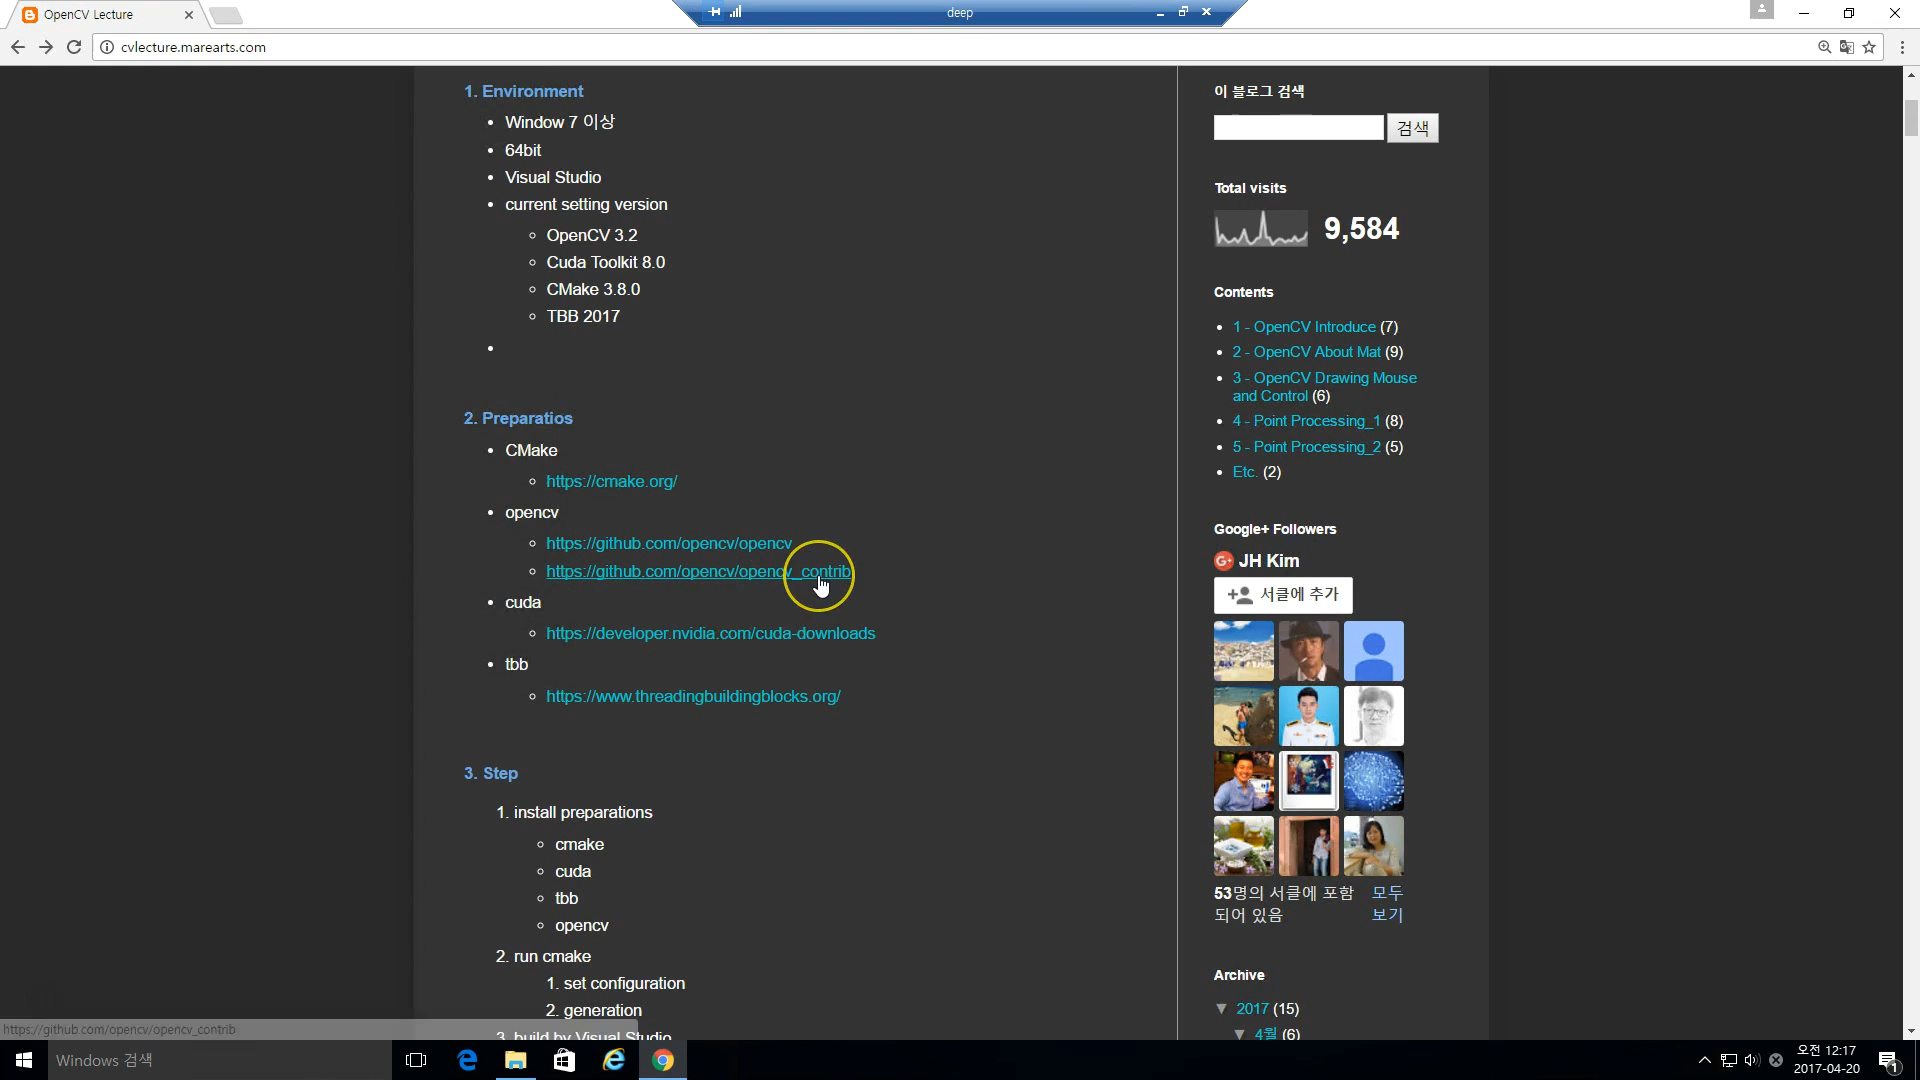 OpenCV Lecture
deep
cvlecture.marearts.com
1. Environment
Window 7 이상
64bit
Visual Studio
current setting version
OpenCV 3.2
Cuda Toolkit 8.0
CMake 3.8.0
TBB 2017
2. Preparatios
CMake
https://cmake.org/
opencv
https://github.com/opencv/opencv
https://github.com/opencv/opencv_contrib
cuda
https://developer.nvidia.com/cuda-downloads
tbb
https://www.threadingbuildingblocks.org/
3. Step
1. install preparations
cmake
cuda
tbb
opencv
2. run cmake
1. set configuration
2. generation
3. build by Visual Studio
이 블로그 검색
검색
Total visits
9,584
Contents
1 - OpenCV Introduce (7)
2 - OpenCV About Mat (9)
3 - OpenCV Drawing Mouse
and Control (6)
4 - Point Processing_1 (8)
5 - Point Processing_2 (5)
Etc. (2)
Google+ Followers
G+ JH Kim
서클에 추가
53명의 서클에 포함
되어 있음
모두
보기
Archive
▼ 2017 (15)
▼ 4월 (6)
https://github.com/opencv/opencv_contrib
Windows 검색
오전 12:17
2017-04-20
1